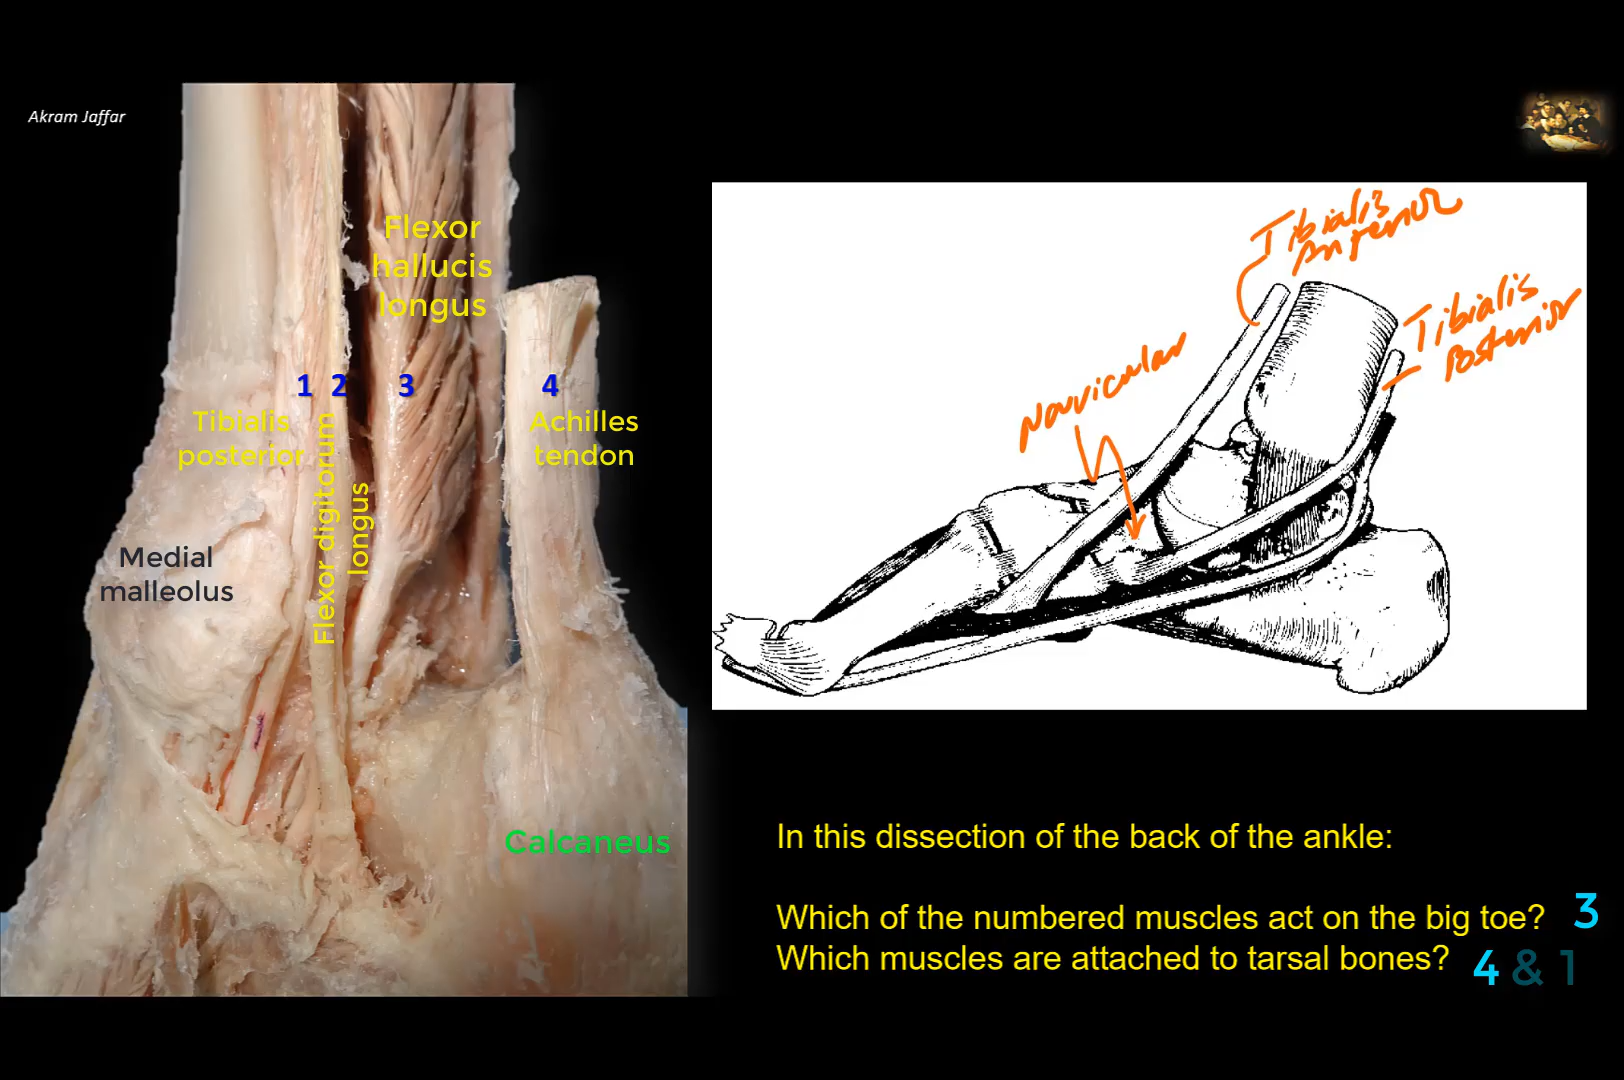 Akram Jaffar
Flexor
hallucis
longus
1 2 3 4
Tibialis
posterior
Flexor digitorum
longus
Achilles
tendon
Medial
malleolus
Calcaneus
Tibialis
Anterior
Tibialis
Posterior
Navicular
In this dissection of the back of the ankle:
Which of the numbered muscles act on the big toe? 3
Which muscles are attached to tarsal bones? 4 & 1